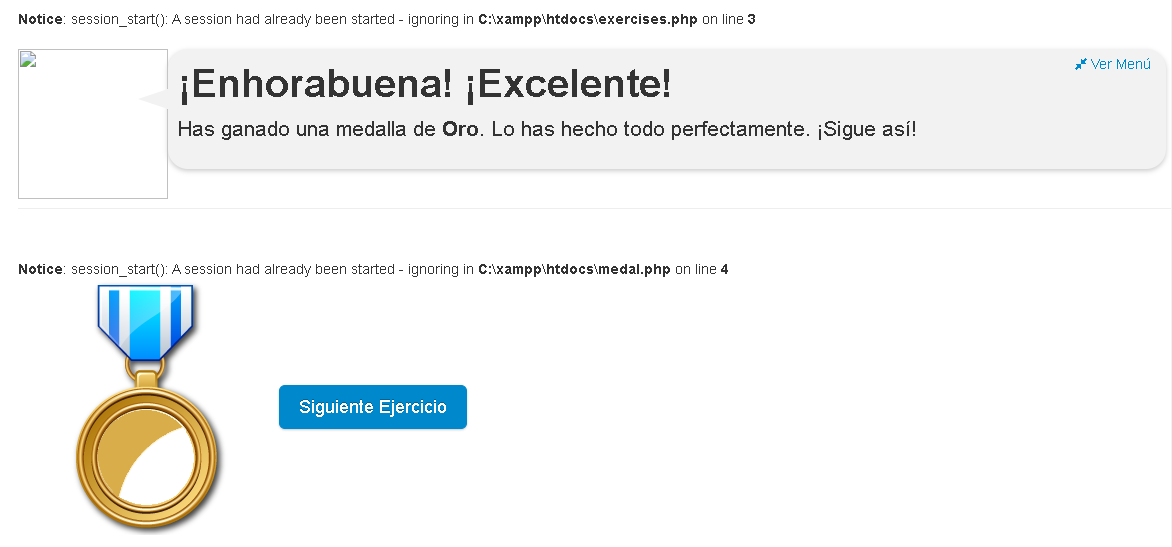 Notice: session_start(): A session had already been started - ignoring in C:\xampp\htdocs\exercises.php on line 3
Ver Menú
¡Enhorabuena! ¡Excelente!
Has ganado una medalla de Oro. Lo has hecho todo perfectamente. ¡Sigue así!
Notice: session_start(): A session had already been started - ignoring in C:\xampp\htdocs\medal.php on line 4
Siguiente Ejercicio